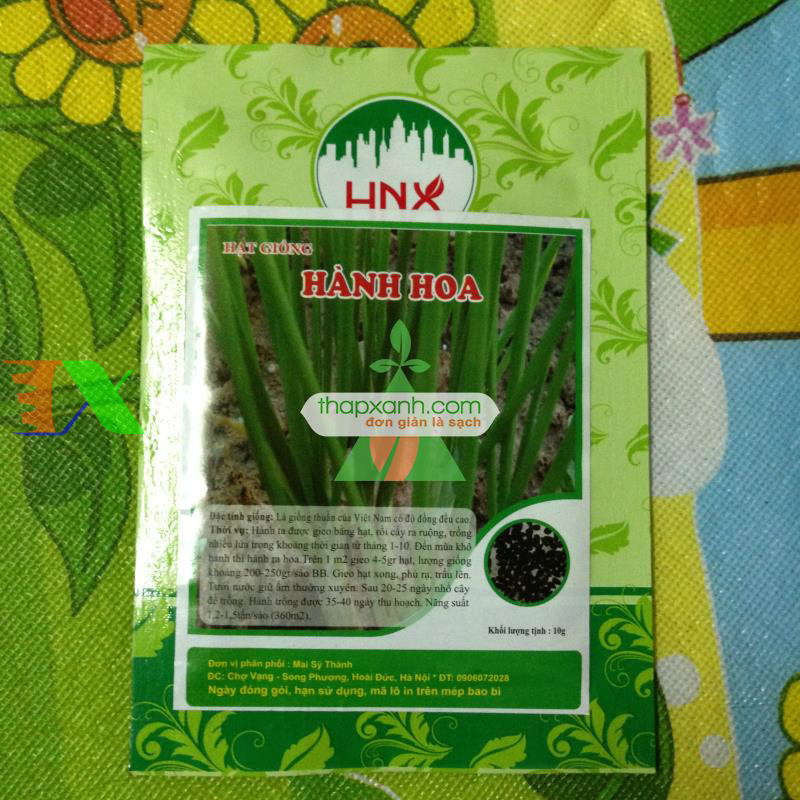 HNX
HẠT GIỐNG
HÀNH HOA
thapxanh.com
đơn giản là sạch
Đặc tính giống: Là giống thuần của Việt Nam có độ đồng đều cao.
Thời vụ: Hành ta được gieo bằng hạt, rồi cấy ra ruộng, trồng
nhiều lứa trong khoảng thời gian từ tháng 1-10. Đến mùa khô
hanh thì hành ta ra hoa.Trên 1 m2 gieo 4-5gr hạt, lượng giống
khoảng 200-250gr/sào BB. Gieo hạt xong, phủ rạ, trấu lên.
Tưới nước giữ ẩm thường xuyên. Sau 20-25 ngày nhổ cây
để trồng. Hành trồng được 35-40 ngày thu hoạch. Năng suất
1,2-1,5tấn/sào (360m2).
Khối lượng tịnh : 10g
Đơn vị phân phối : Mai Sỹ Thành
ĐC: Chợ Vạng - Song Phương, Hoài Đức, Hà Nội * ĐT: 0906072028
Ngày đóng gói, hạn sử dụng, mã lô in trên mép bao bì